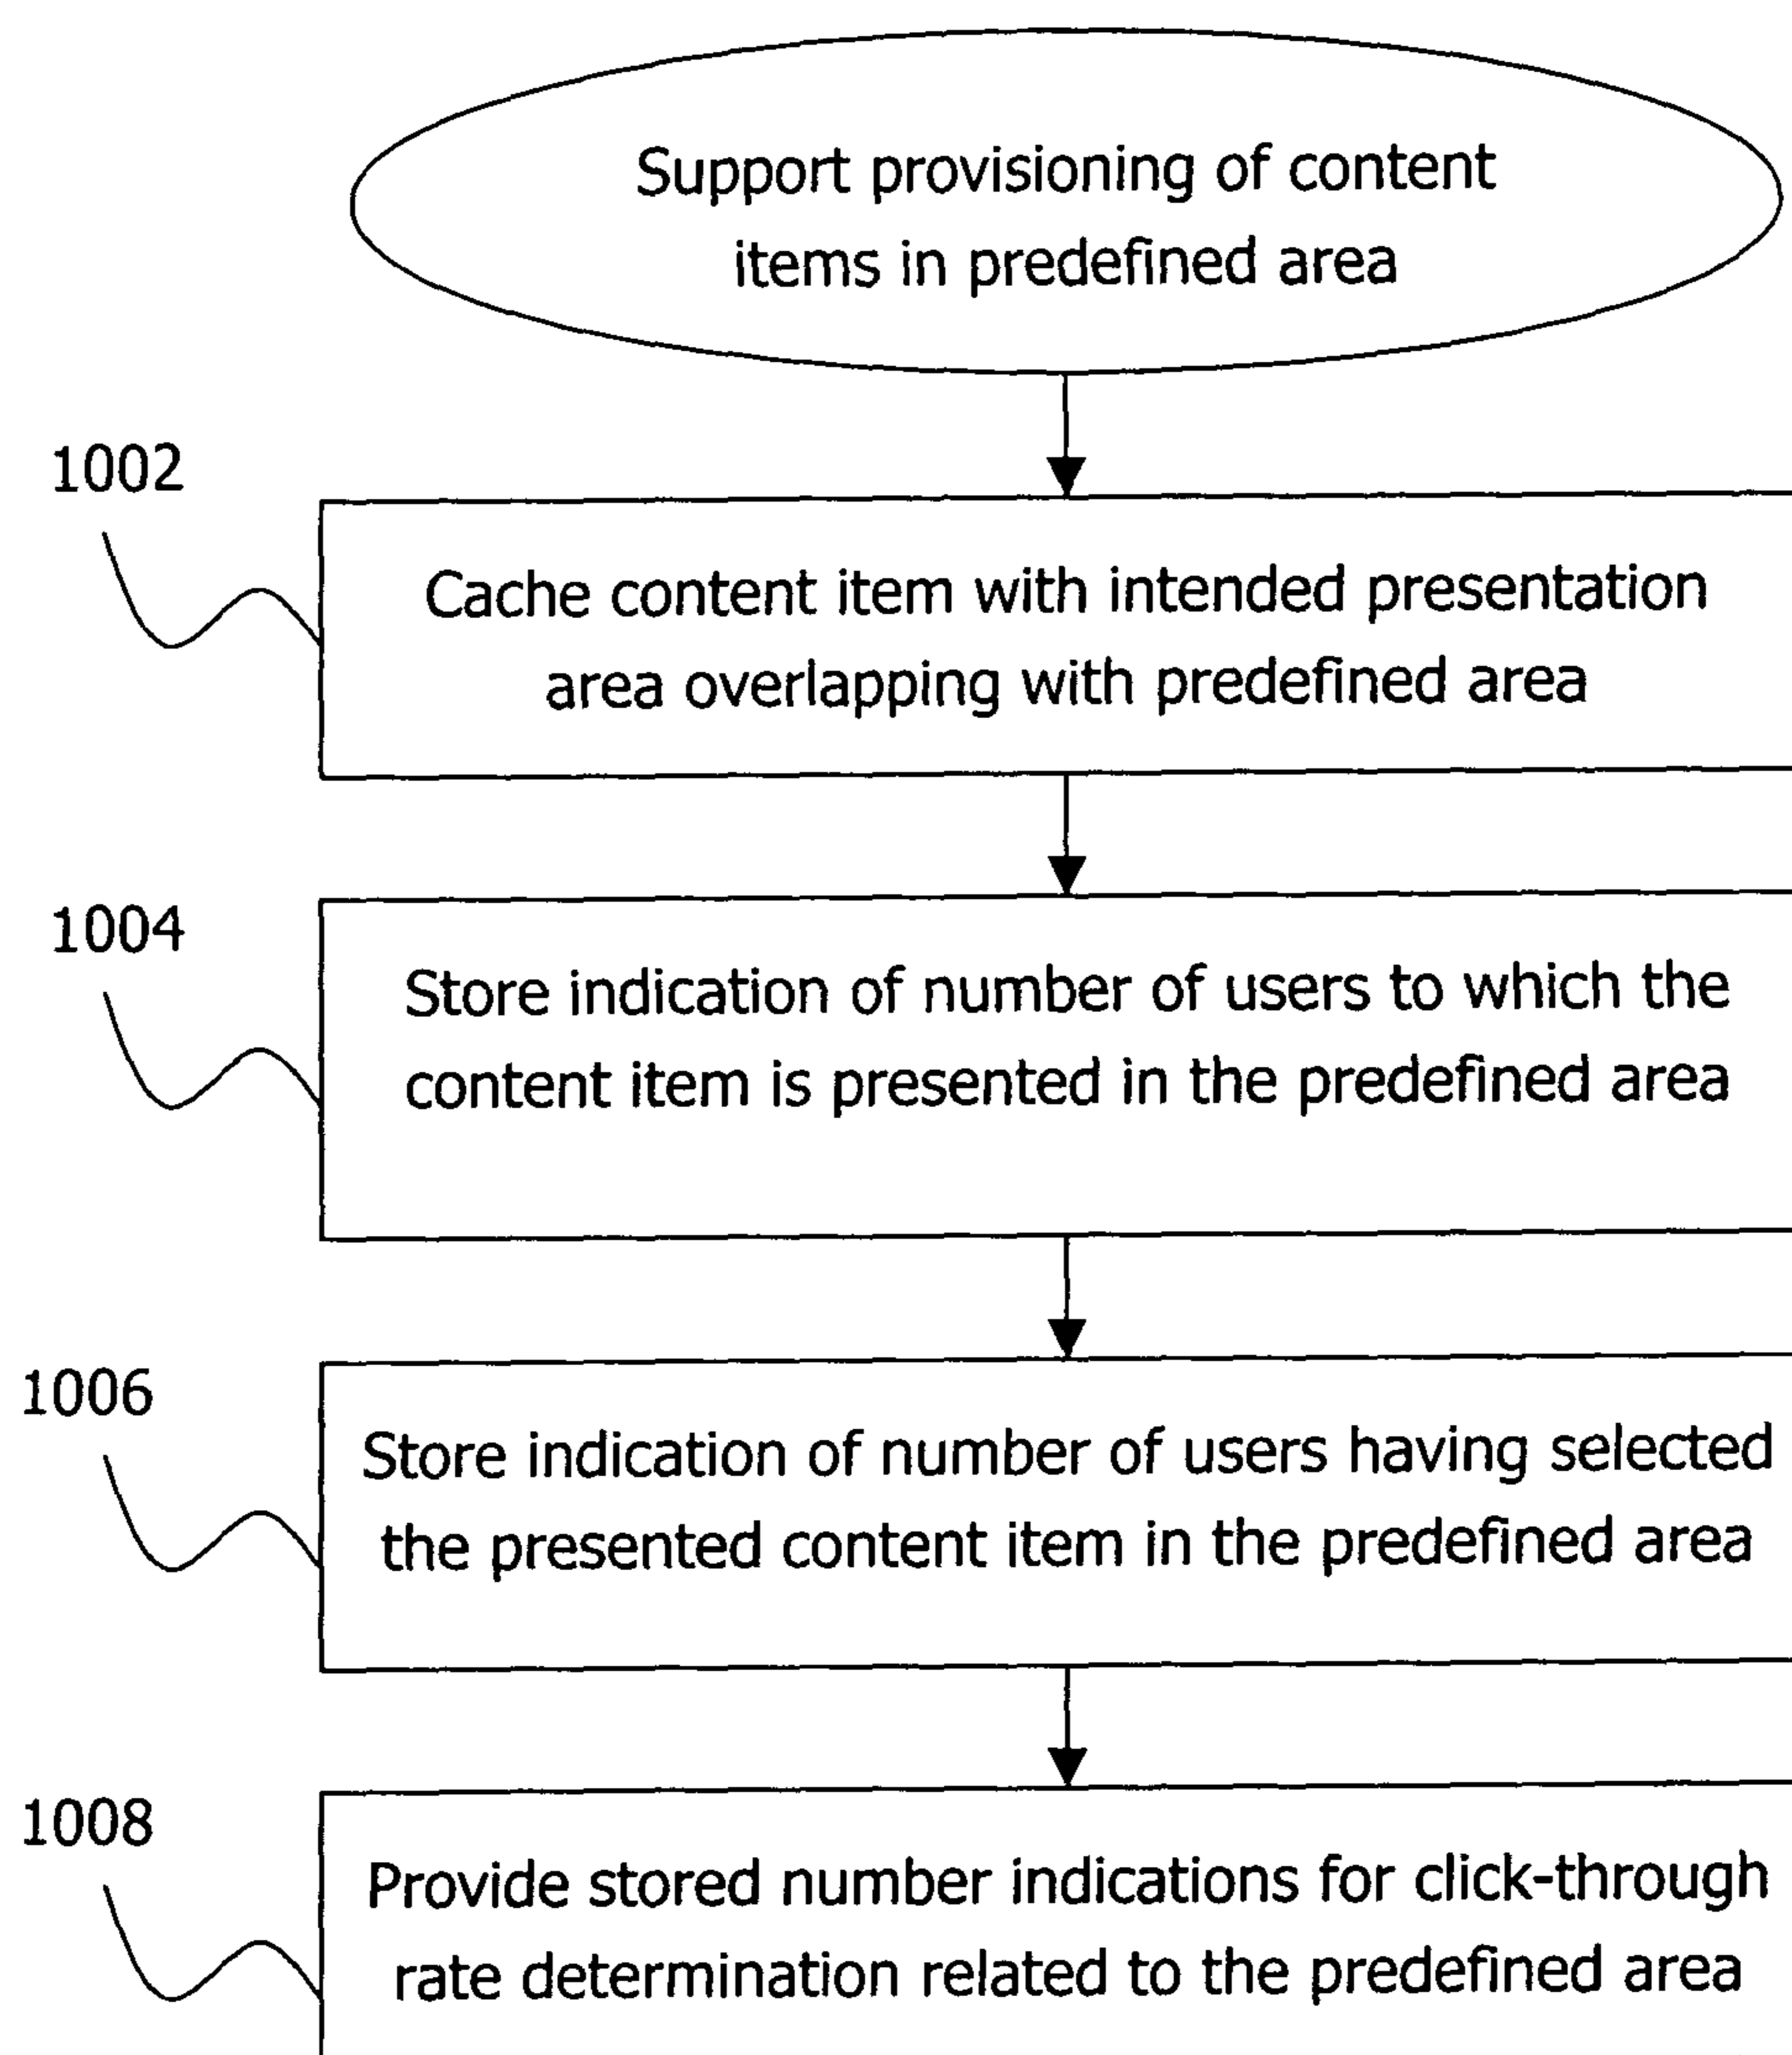 Support provisioning of content
items in predefined area
1002
Cache content item with intended presentation
area overlapping with predefined area
1004
Store indication of number of users to which the
content item is presented in the predefined area
1006
Store indication of number of users having selected
the presented content item in the predefined area
1008
Provide stored number indications for click-through
rate determination related to the predefined area